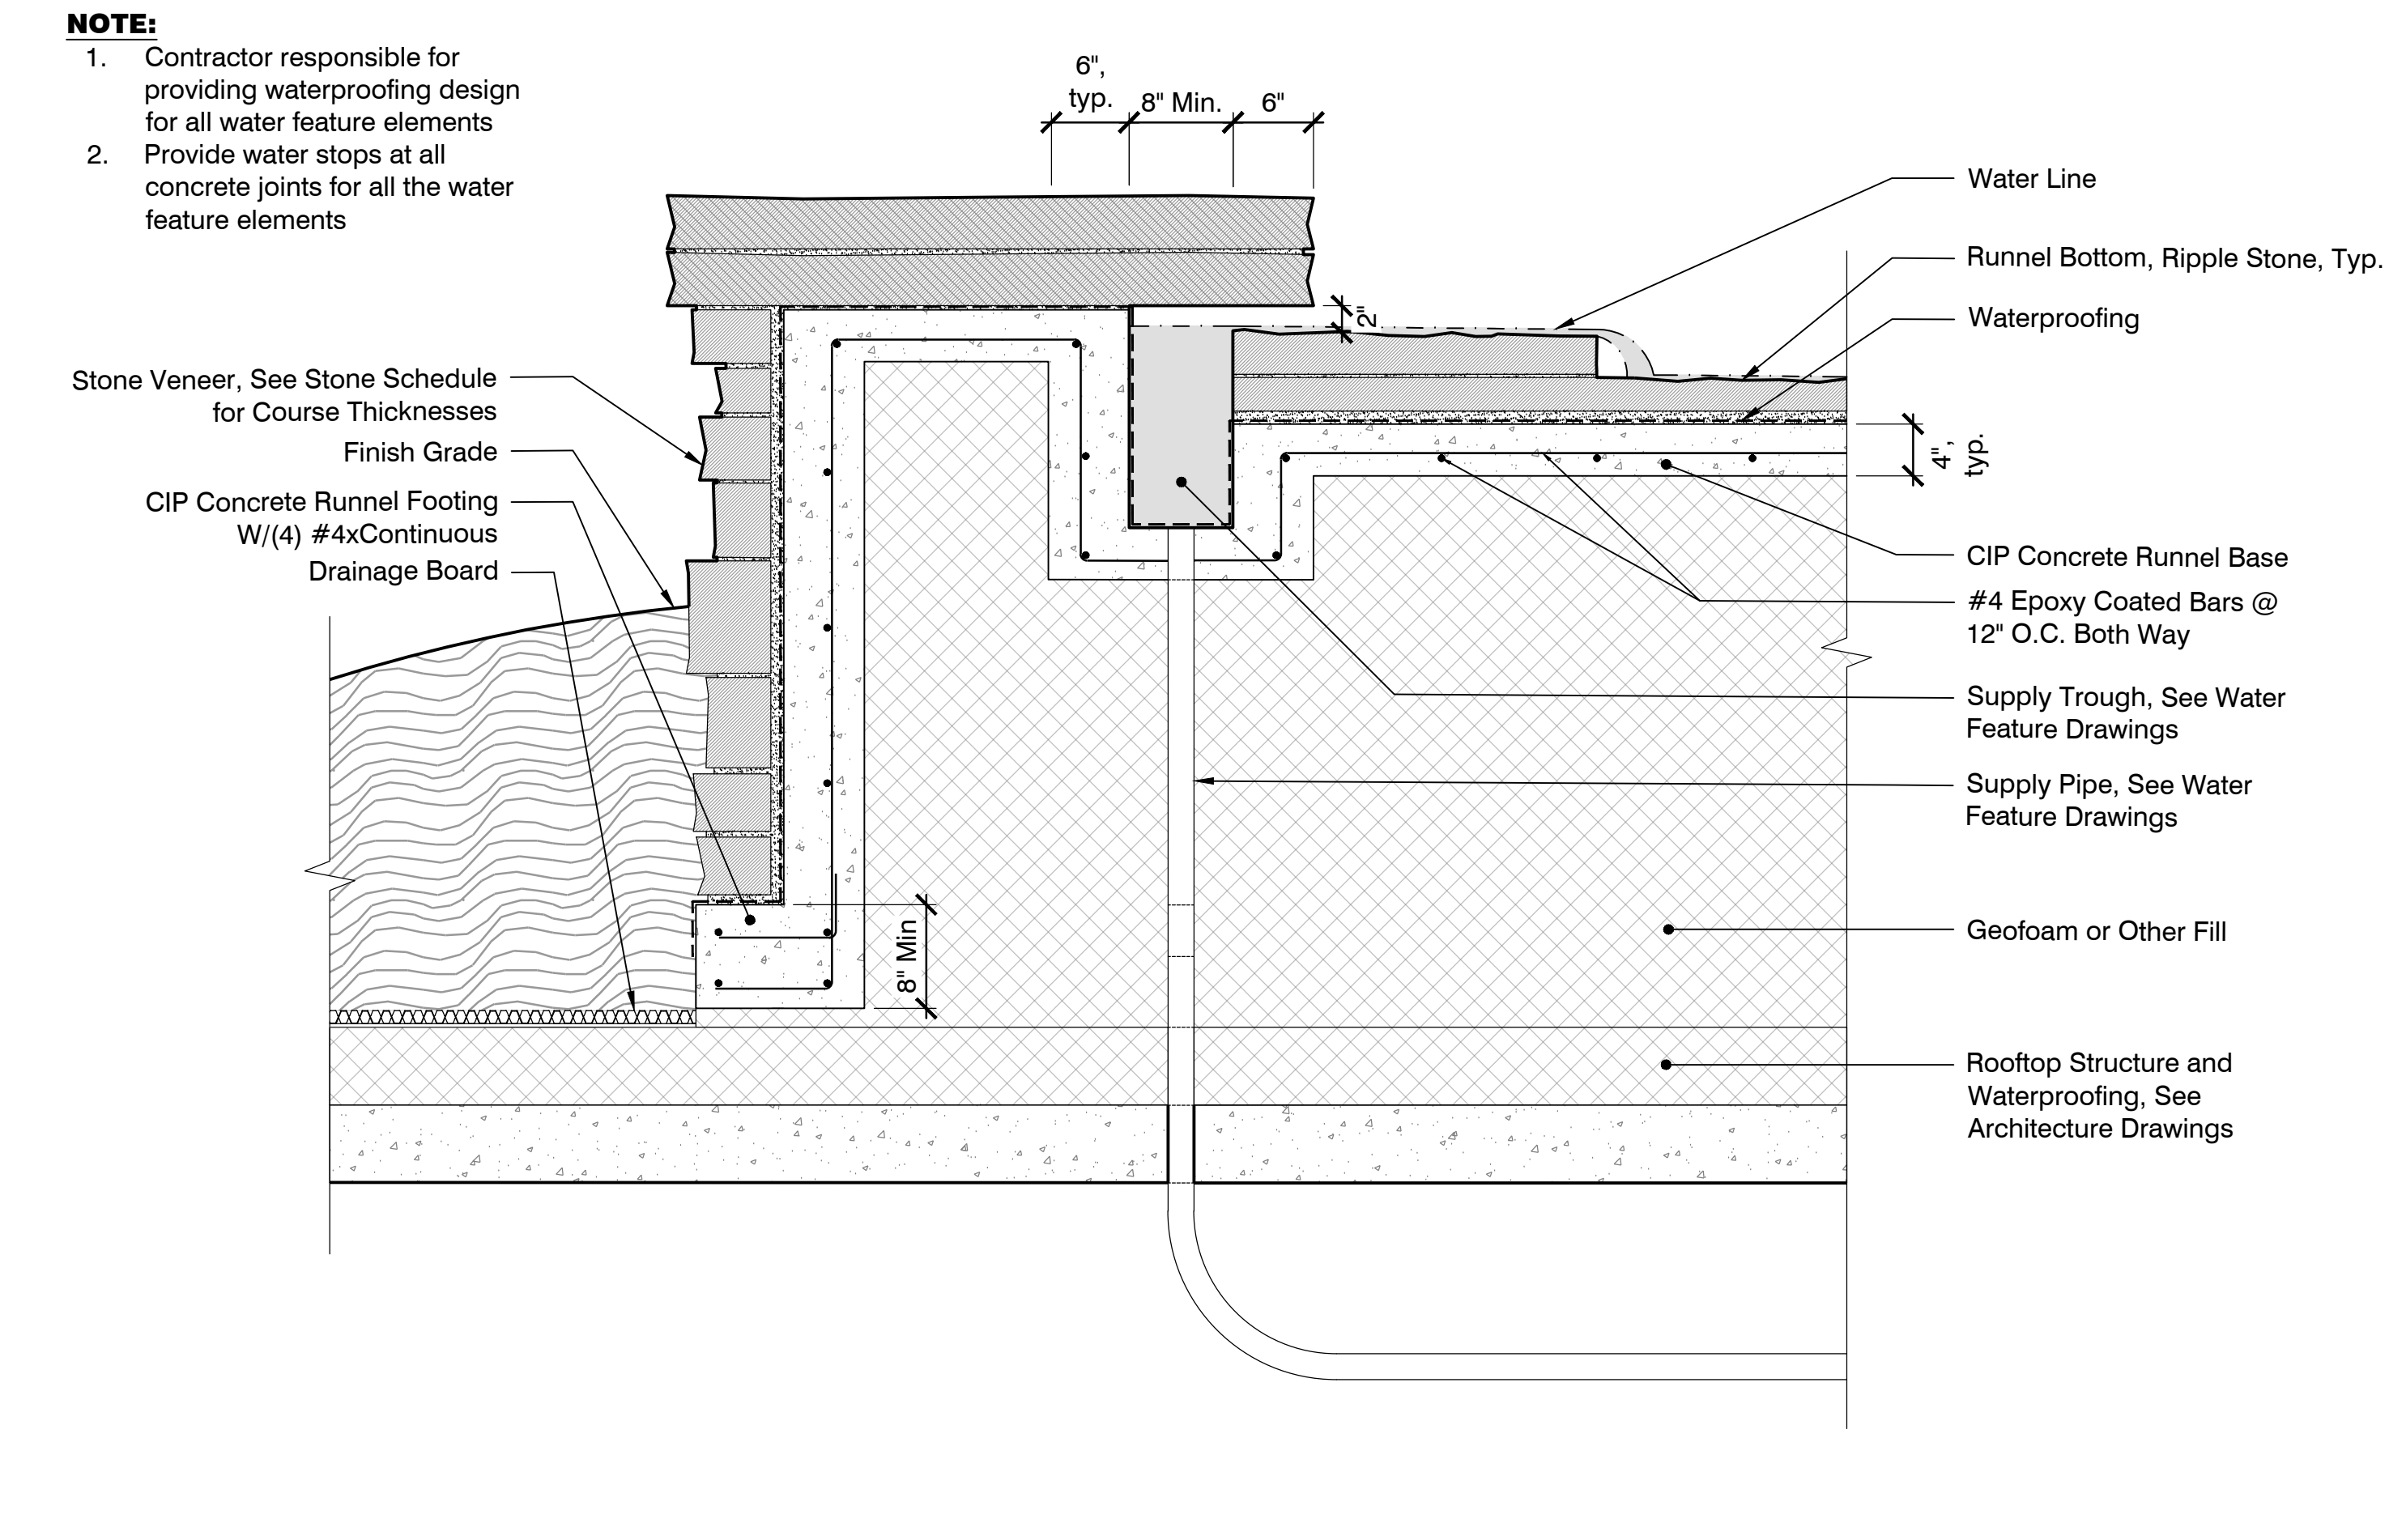 NOTE:
1. Contractor responsible for
providing waterproofing design
for all water feature elements
2. Provide water stops at all
concrete joints for all the water
feature elements
6",
typ.
8" Min.
6"
2"
Water Line
Runnel Bottom, Ripple Stone, Typ.
Waterproofing
4",
typ.
Stone Veneer, See Stone Schedule
for Course Thicknesses
Finish Grade
CIP Concrete Runnel Footing
W/(4) #4xContinuous
Drainage Board
CIP Concrete Runnel Base
#4 Epoxy Coated Bars @
12" O.C. Both Way
Supply Trough, See Water
Feature Drawings
Supply Pipe, See Water
Feature Drawings
8" Min
Geofoam or Other Fill
Rooftop Structure and
Waterproofing, See
Architecture Drawings